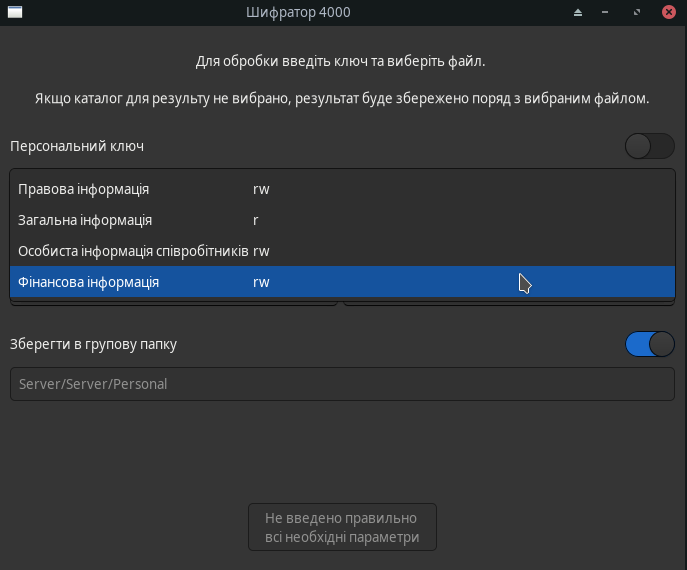 Шифратор 4000
Для обробки введіть ключ та виберіть файл.
Якщо каталог для результу не вибрано, результат буде збережено поряд з вибраним файлом.
Персональний ключ
Правова інформація rw
Загальна інформація r
Особиста інформація співробітників rw
Фінансова інформація rw
Зберегти в групову папку
Server/Server/Personal
Не введено правильно
всі необхідні параметри